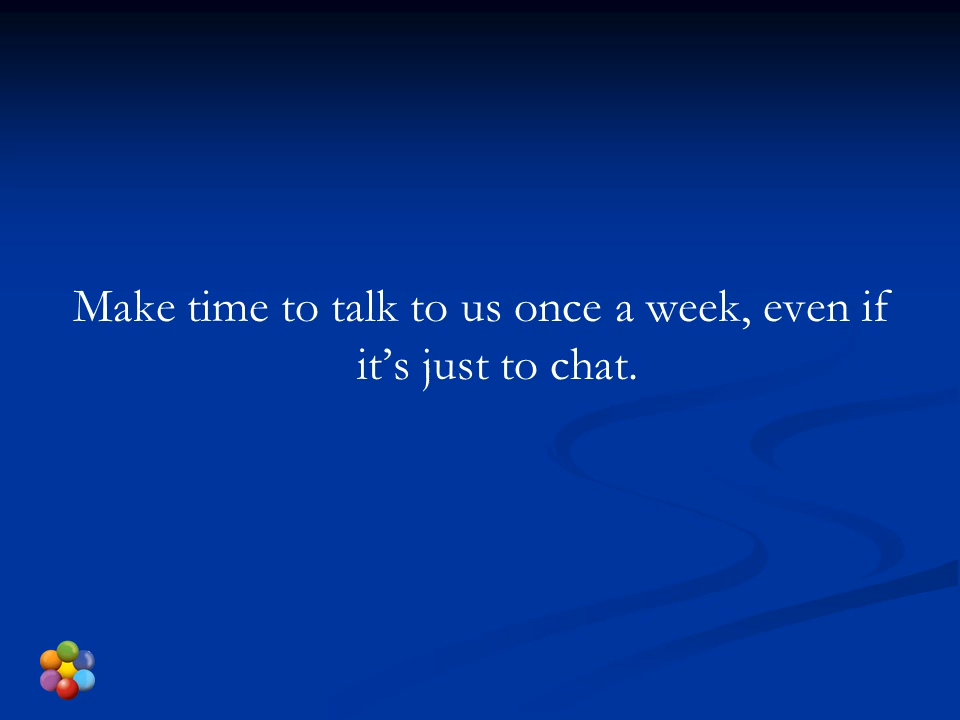 Make time to talk to us once a week, even if
it’s just to chat.